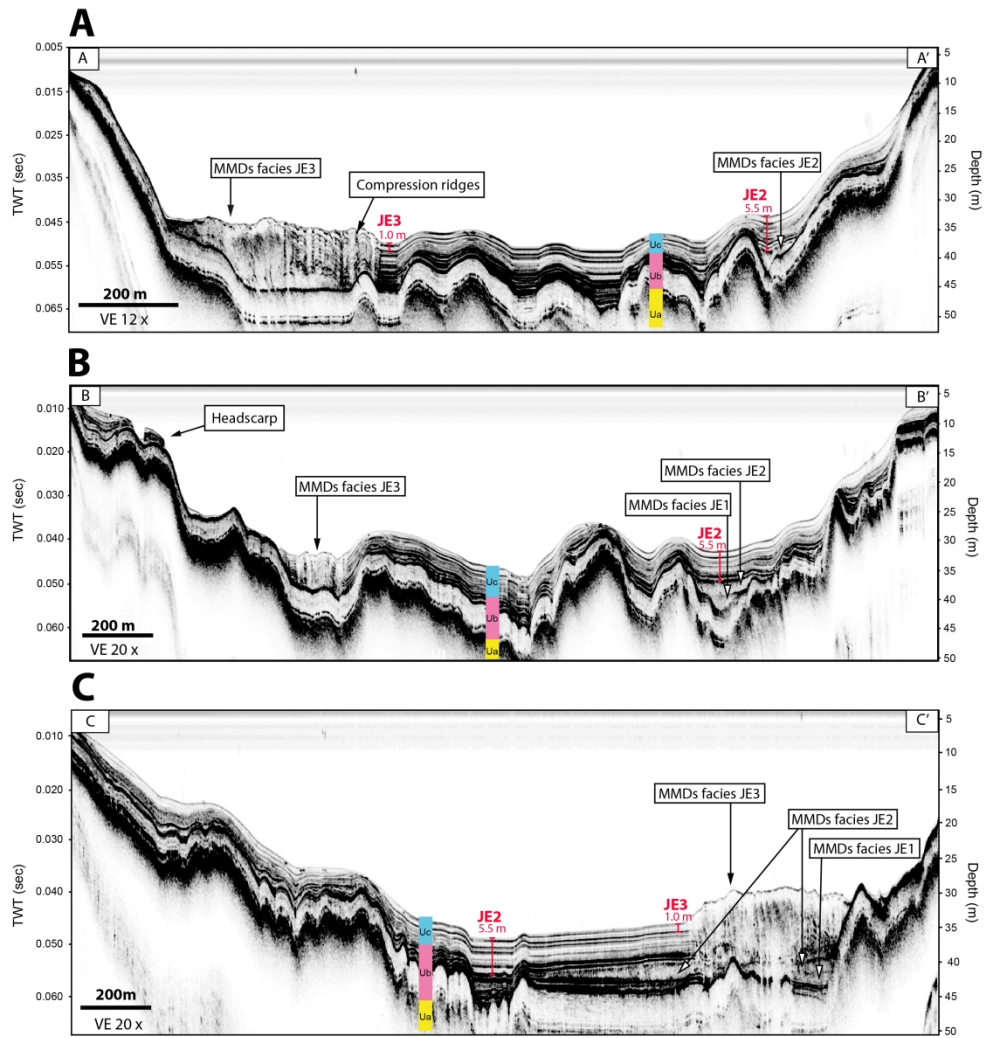 A
A
A'
0.005
0.015
0.025
0.035
0.045
0.055
0.065
TWT (sec)
5
10
15
20
25
30
35
40
45
50
Depth (m)
MMDs facies JE3
Compression ridges
JE3
1.0 m
MMDs facies JE2
JE2
5.5 m
Uc
Ub
Ua
200 m
VE 12 x
B
B
B'
0.010
0.020
0.030
0.040
0.050
0.060
TWT (sec)
5
10
15
20
25
30
35
40
45
50
Depth (m)
Headscarp
MMDs facies JE3
MMDs facies JE2
MMDs facies JE1
JE2
5.5 m
Uc
Ub
Ua
200 m
VE 20 x
C
C
C'
0.010
0.020
0.030
0.040
0.050
0.060
TWT (sec)
5
10
15
20
25
30
35
40
45
50
Depth (m)
MMDs facies JE3
MMDs facies JE2
MMDs facies JE1
JE3
1.0 m
JE2
5.5 m
Uc
Ub
Ua
200m
VE 20 x